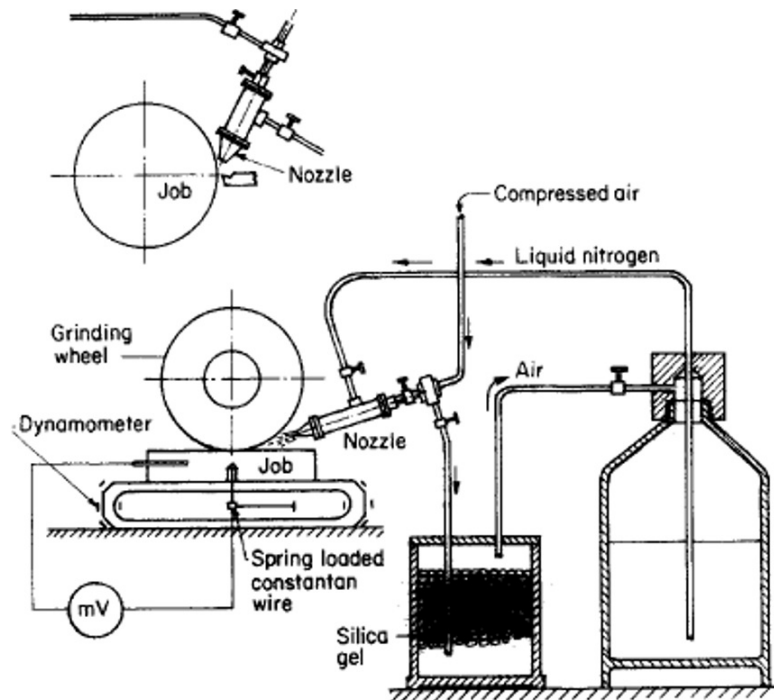 Nozzle
Job
Compressed air
Liquid nitrogen
Grinding
wheel
Air
Dynamometer
Nozzle
Job
Spring loaded
constantan
wire
mV
Silica
gel